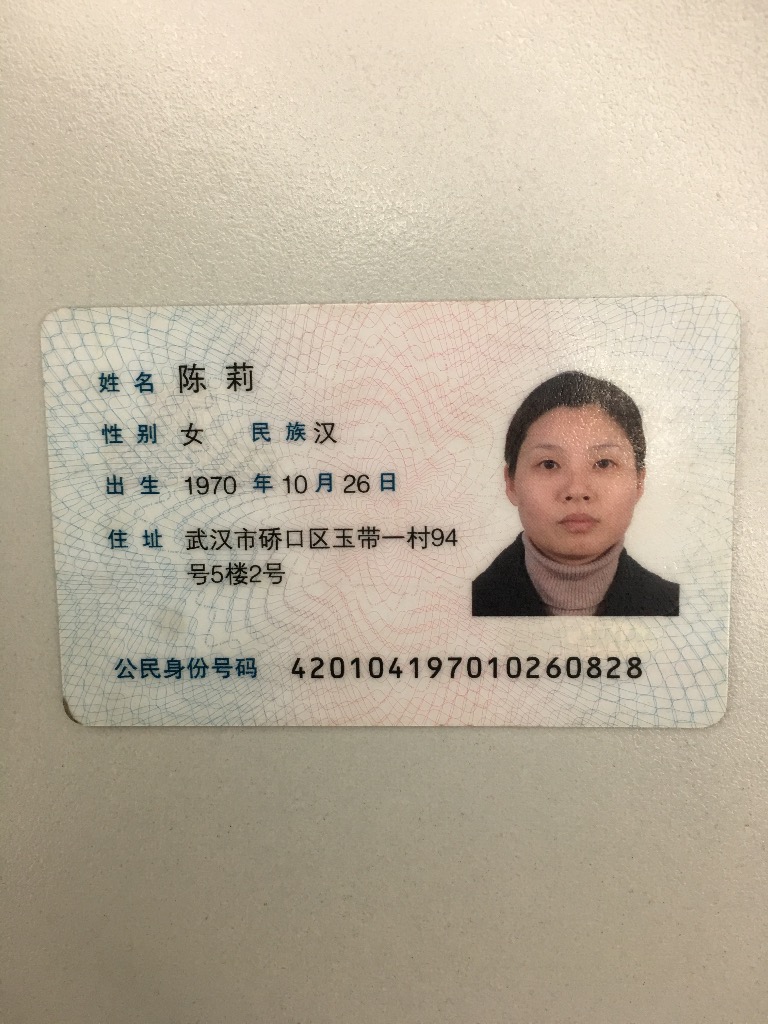 姓名 陈莉
性别 女 民族 汉
出生 1970 年 10 月 26 日
住址 武汉市硚口区玉带一村94
号5楼2号
公民身份号码 420104197010260828